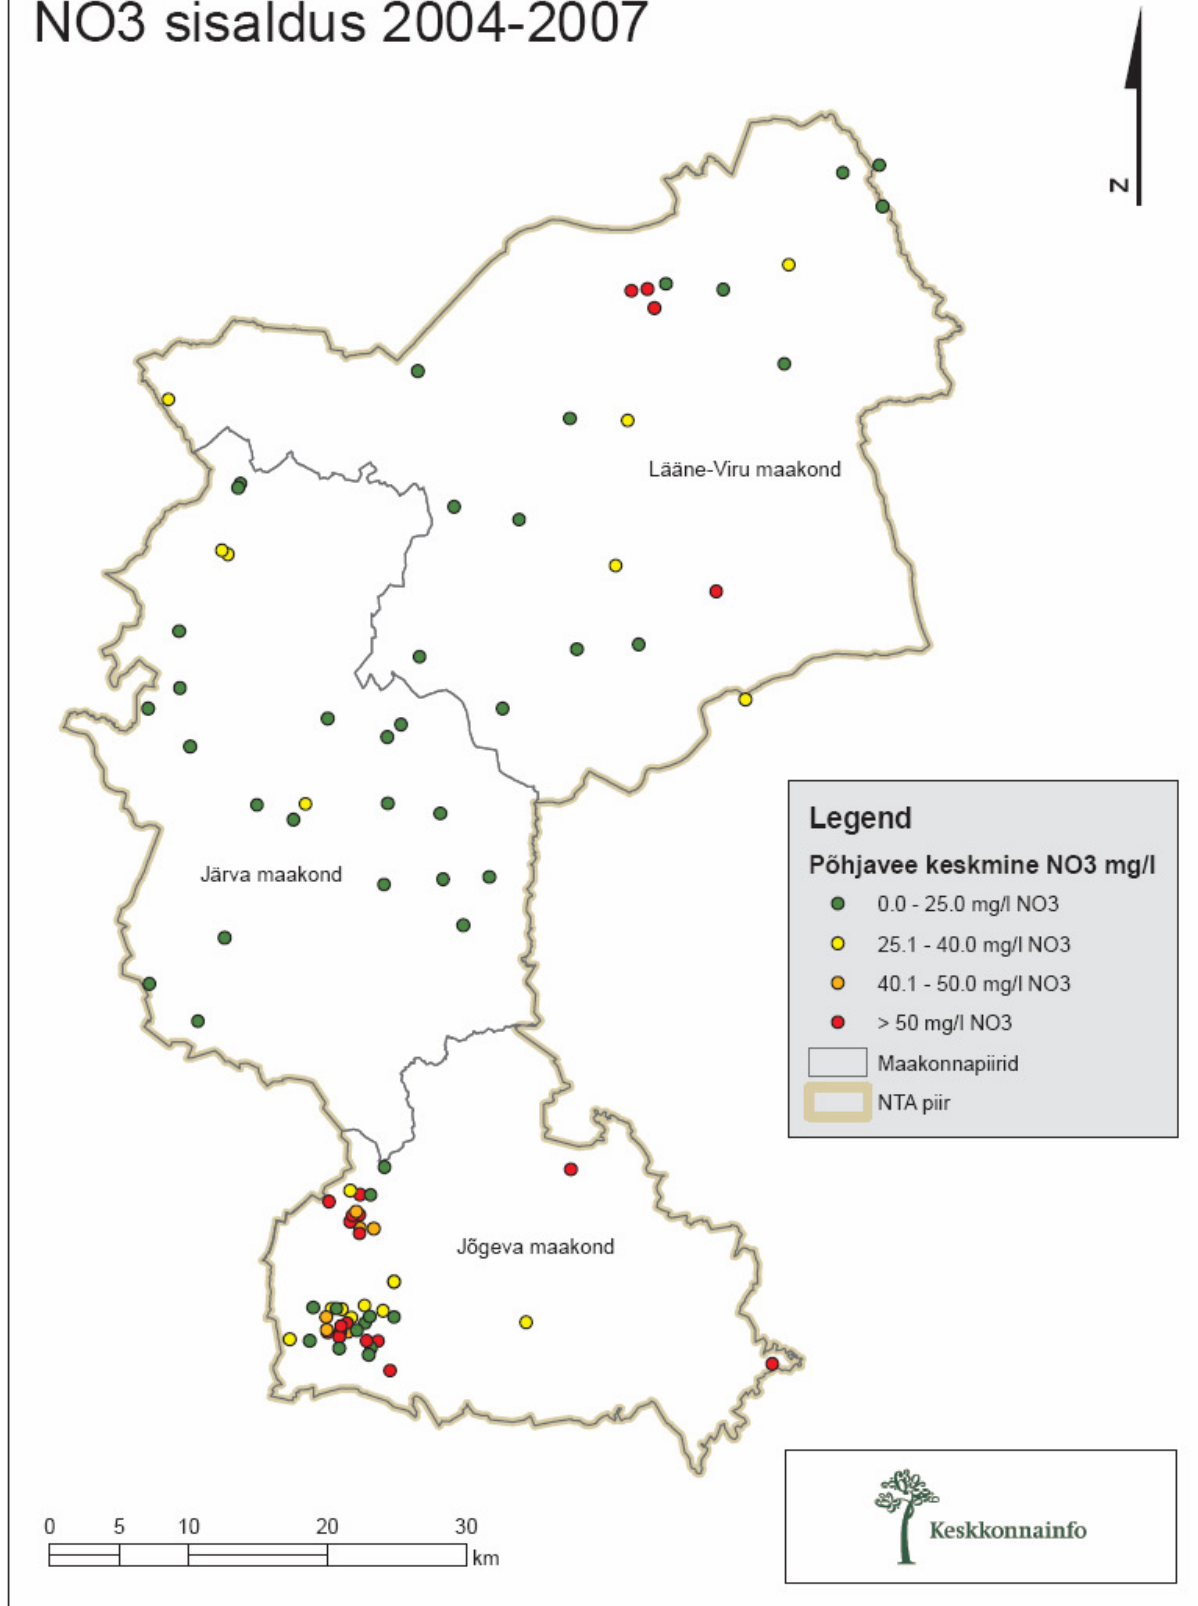 NO3 sisaldus 2004-2007
N
Lääne-Viru maakond
Järva maakond
Jõgeva maakond
Legend
Põhjavee keskmine NO3 mg/l
0.0 - 25.0 mg/l NO3
25.1 - 40.0 mg/l NO3
40.1 - 50.0 mg/l NO3
> 50 mg/l NO3
Maakonnapiirid
NTA piir
0 5 10 20 30
km
Keskkonnainfo